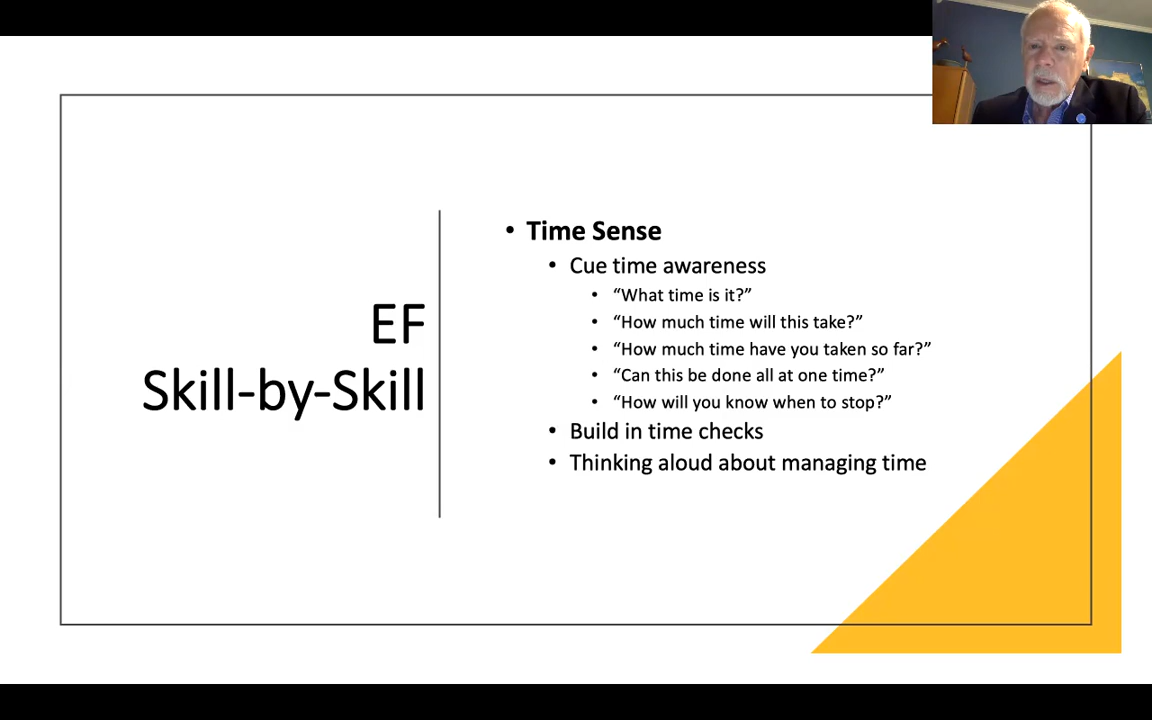 EF
Skill-by-Skill
• Time Sense
• Cue time awareness
• “What time is it?”
• “How much time will this take?”
• “How much time have you taken so far?”
• “Can this be done all at one time?”
• “How will you know when to stop?”
• Build in time checks
• Thinking aloud about managing time